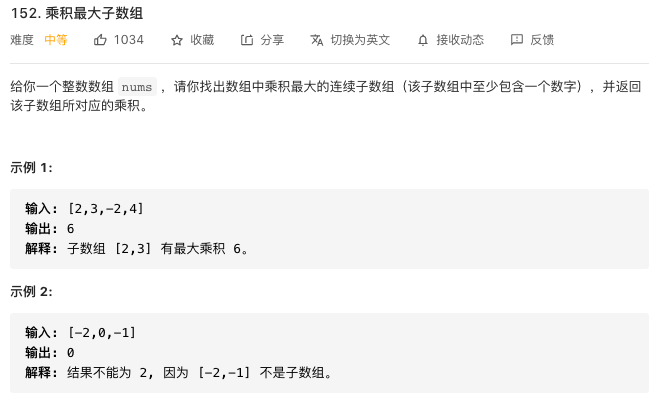 152. 乘积最大子数组
难度 中等 1034 收藏 分享 切换为英文 接收动态 反馈
给你一个整数数组 nums ，请你找出数组中乘积最大的连续子数组（该子数组中至少包含一个数字），并返回
该子数组所对应的乘积。
示例 1:
输入: [2,3,-2,4]
输出: 6
解释: 子数组 [2,3] 有最大乘积 6。
示例 2:
输入: [-2,0,-1]
输出: 0
解释: 结果不能为 2, 因为 [-2,-1] 不是子数组。